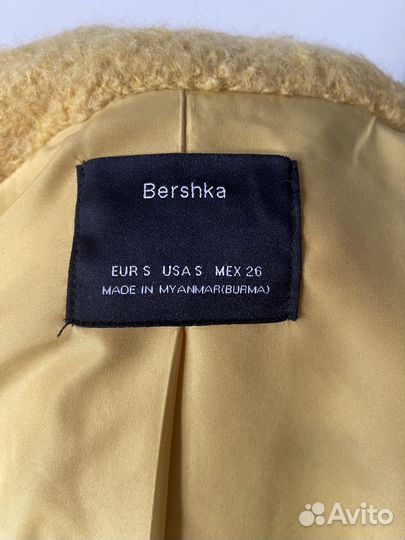 Bershka
EUR S USA S MEX 26
MADE IN MYANMAR(BURMA)
Avito